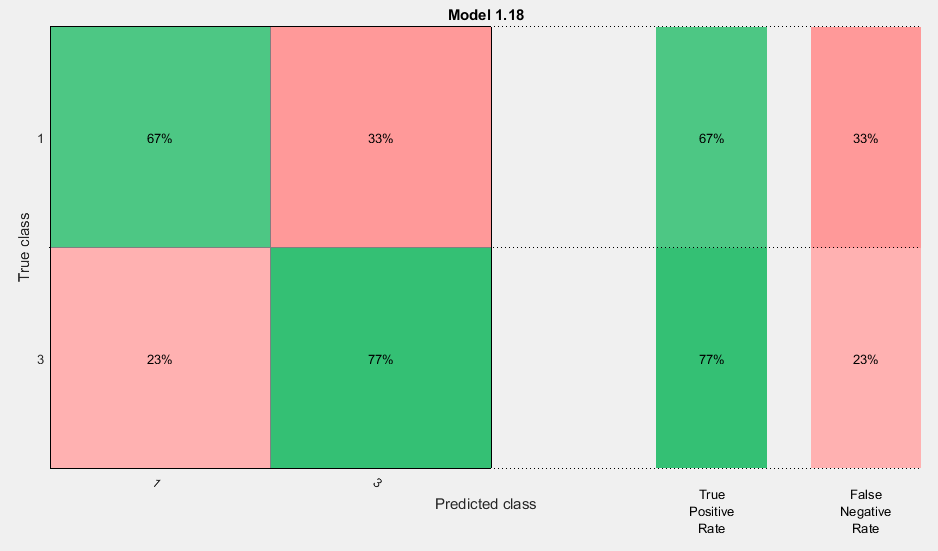 Model 1.18
1
67%
33%
67%
33%
True class
3
23%
77%
77%
23%
1
3
Predicted class
True
Positive
Rate
False
Negative
Rate